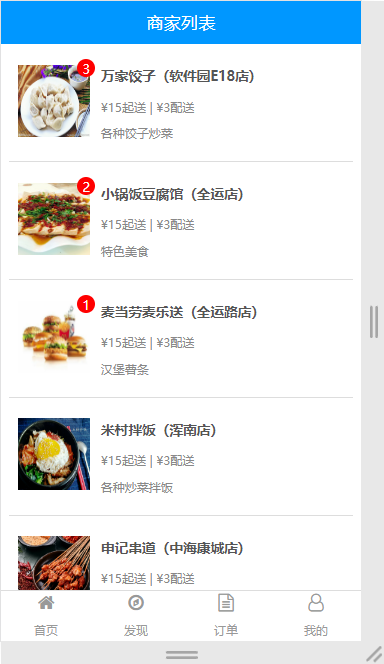 商家列表
3
万家饺子（软件园E18店）
¥15起送 | ¥3配送
各种饺子炒菜
2
小锅饭豆腐馆（全运店）
¥15起送 | ¥3配送
特色美食
1
麦当劳麦乐送（全运路店）
¥15起送 | ¥3配送
汉堡薯条
米村拌饭（浑南店）
¥15起送 | ¥3配送
各种炒菜拌饭
申记串道（中海康城店）
¥15起送 | ¥3配送
首页
发现
订单
我的